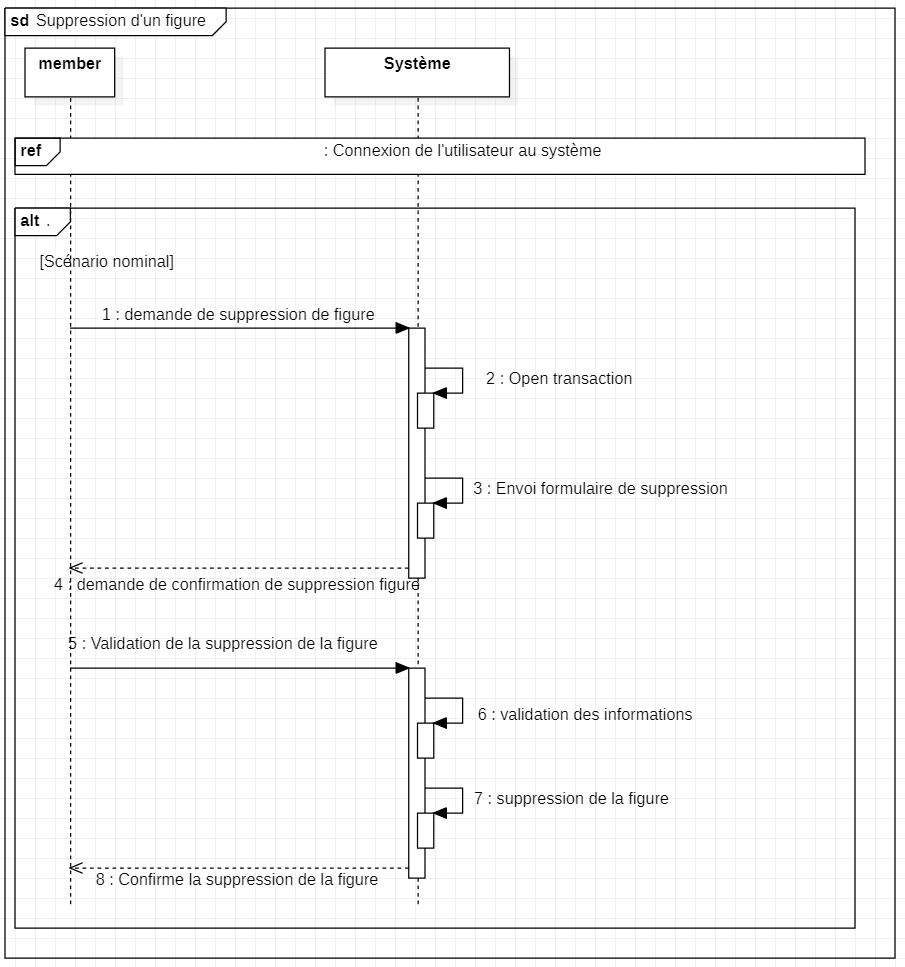 sd Suppression d'un figure
member
Système
ref
: Connexion de l'utilisateur au système
alt .
[Scénario nominal]
1 : demande de suppression de figure
2 : Open transaction
3 : Envoi formulaire de suppression
4 : demande de confirmation de suppression figure
5 : Validation de la suppression de la figure
6 : validation des informations
7 : suppression de la figure
8 : Confirme la suppression de la figure